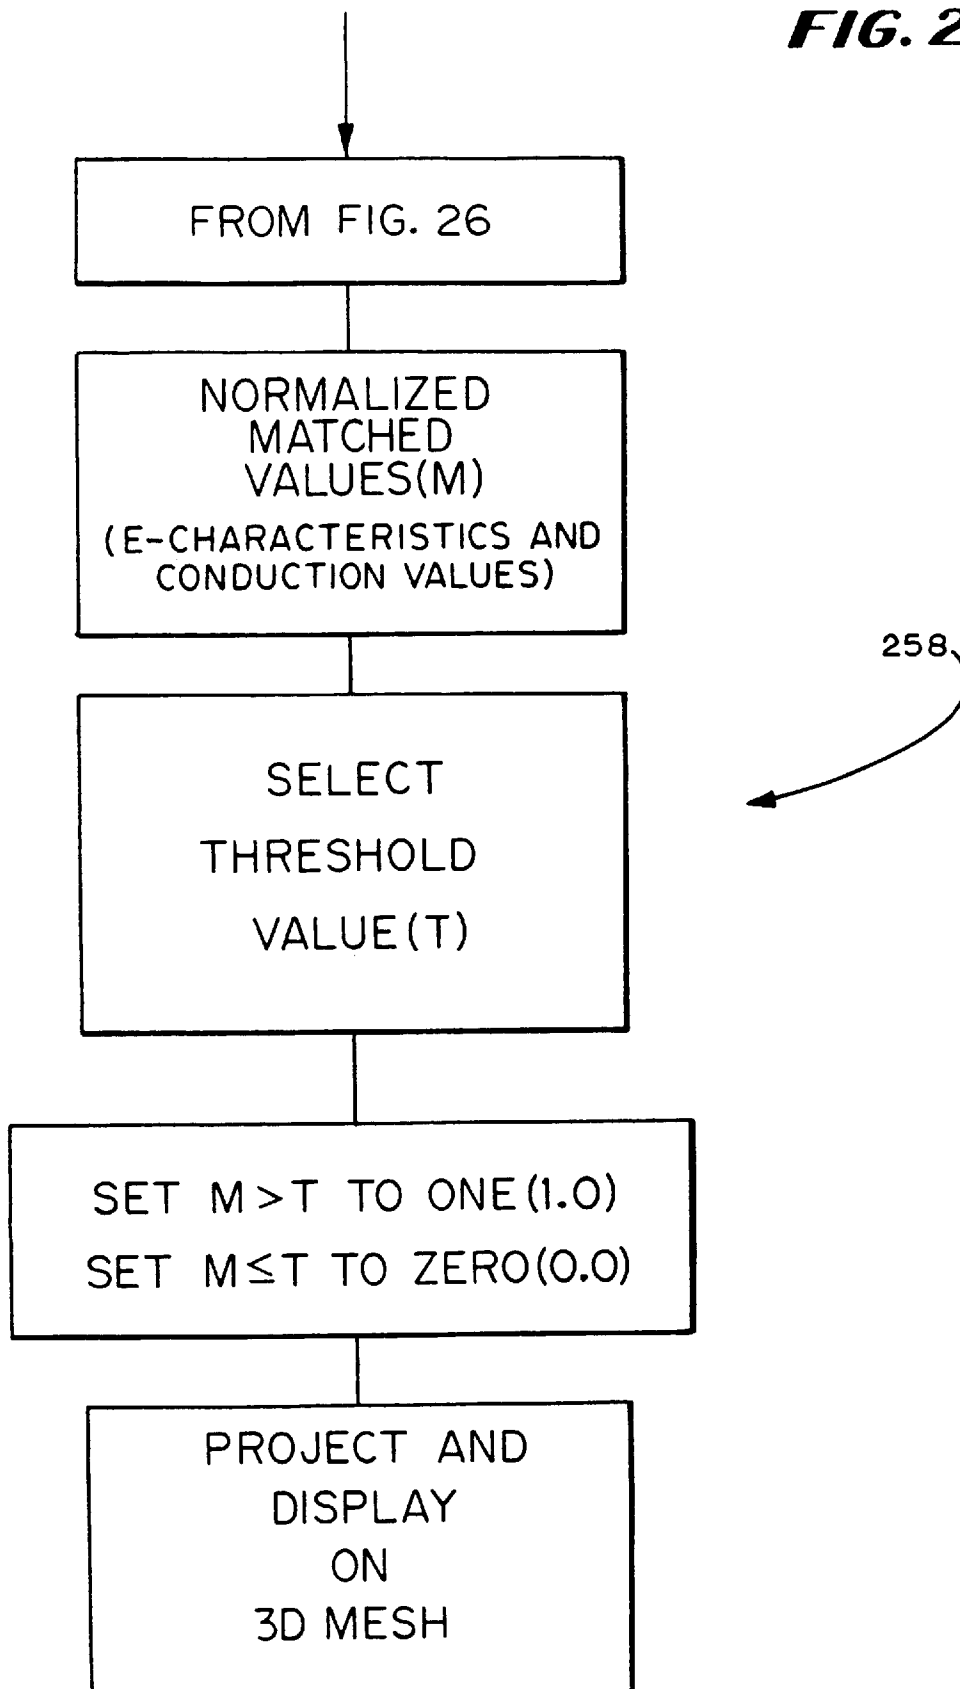 FIG. 2
FROM FIG. 26
NORMALIZED
MATCHED
VALUES(M)
(E-CHARACTERISTICS AND
CONDUCTION VALUES)
258
SELECT
THRESHOLD
VALUE(T)
SET M>T TO ONE(1.0)
SET M≤T TO ZERO(0.0)
PROJECT AND
DISPLAY
ON
3D MESH